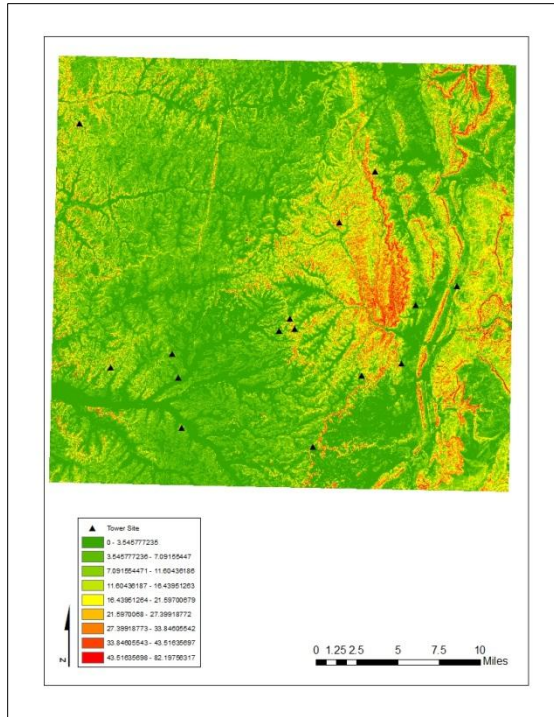 Tower Site
0 - 3.545777235
3.545777236 - 7.09155447
7.091554471 - 11.60436186
11.60436187 - 16.43951263
16.43951264 - 21.59700679
21.5970068 - 27.39918772
27.39918773 - 33.84605542
33.84605543 - 43.51635697
43.51635698 - 82.19756317
N
0 1.25 2.5 5 7.5 10
Miles